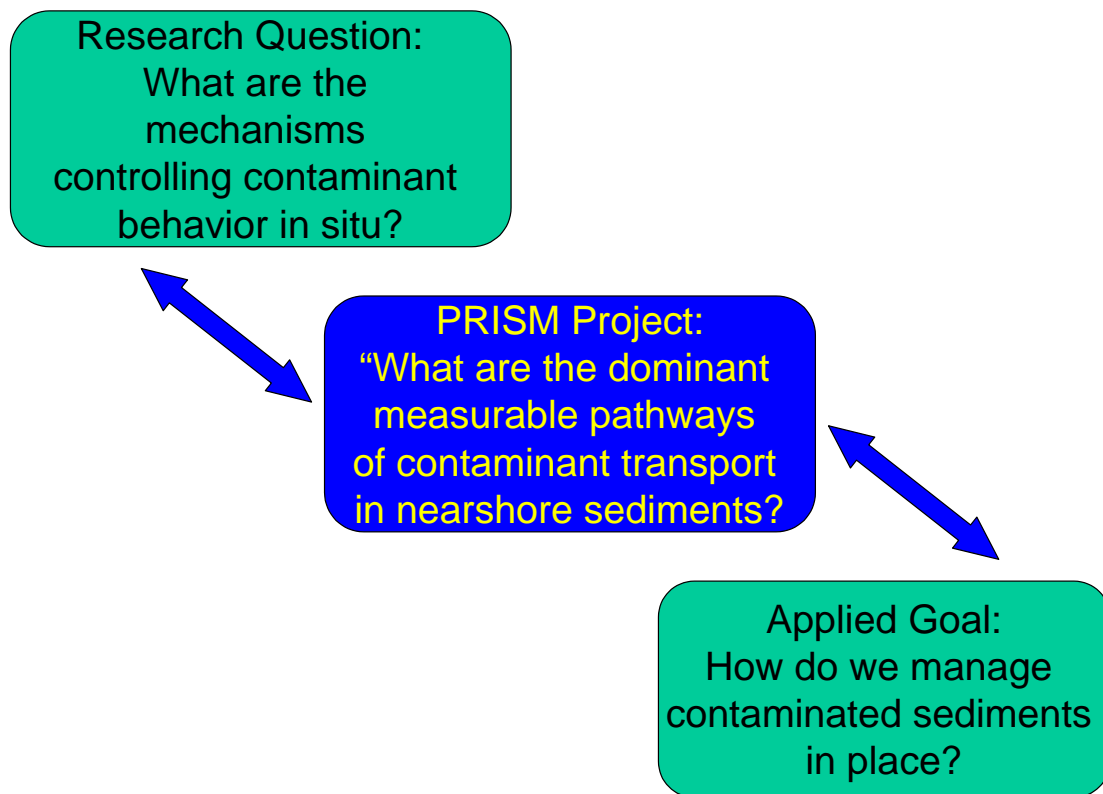 Research Question:
What are the
mechanisms
controlling contaminant
behavior in situ?
PRISM Project:
“What are the dominant
measurable pathways
of contaminant transport
in nearshore sediments?
Applied Goal:
How do we manage
contaminated sediments
in place?